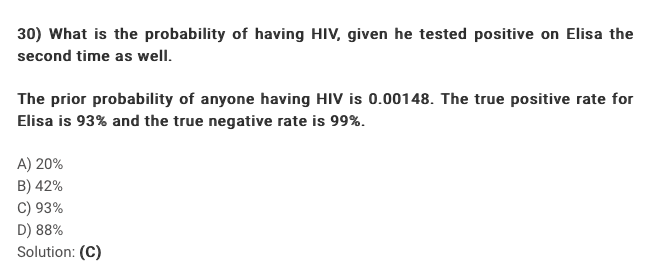 30) What is the probability of having HIV, given he tested positive on Elisa the
second time as well.
The prior probability of anyone having HIV is 0.00148. The true positive rate for
Elisa is 93% and the true negative rate is 99%.
A) 20%
B) 42%
C) 93%
D) 88%
Solution: (C)